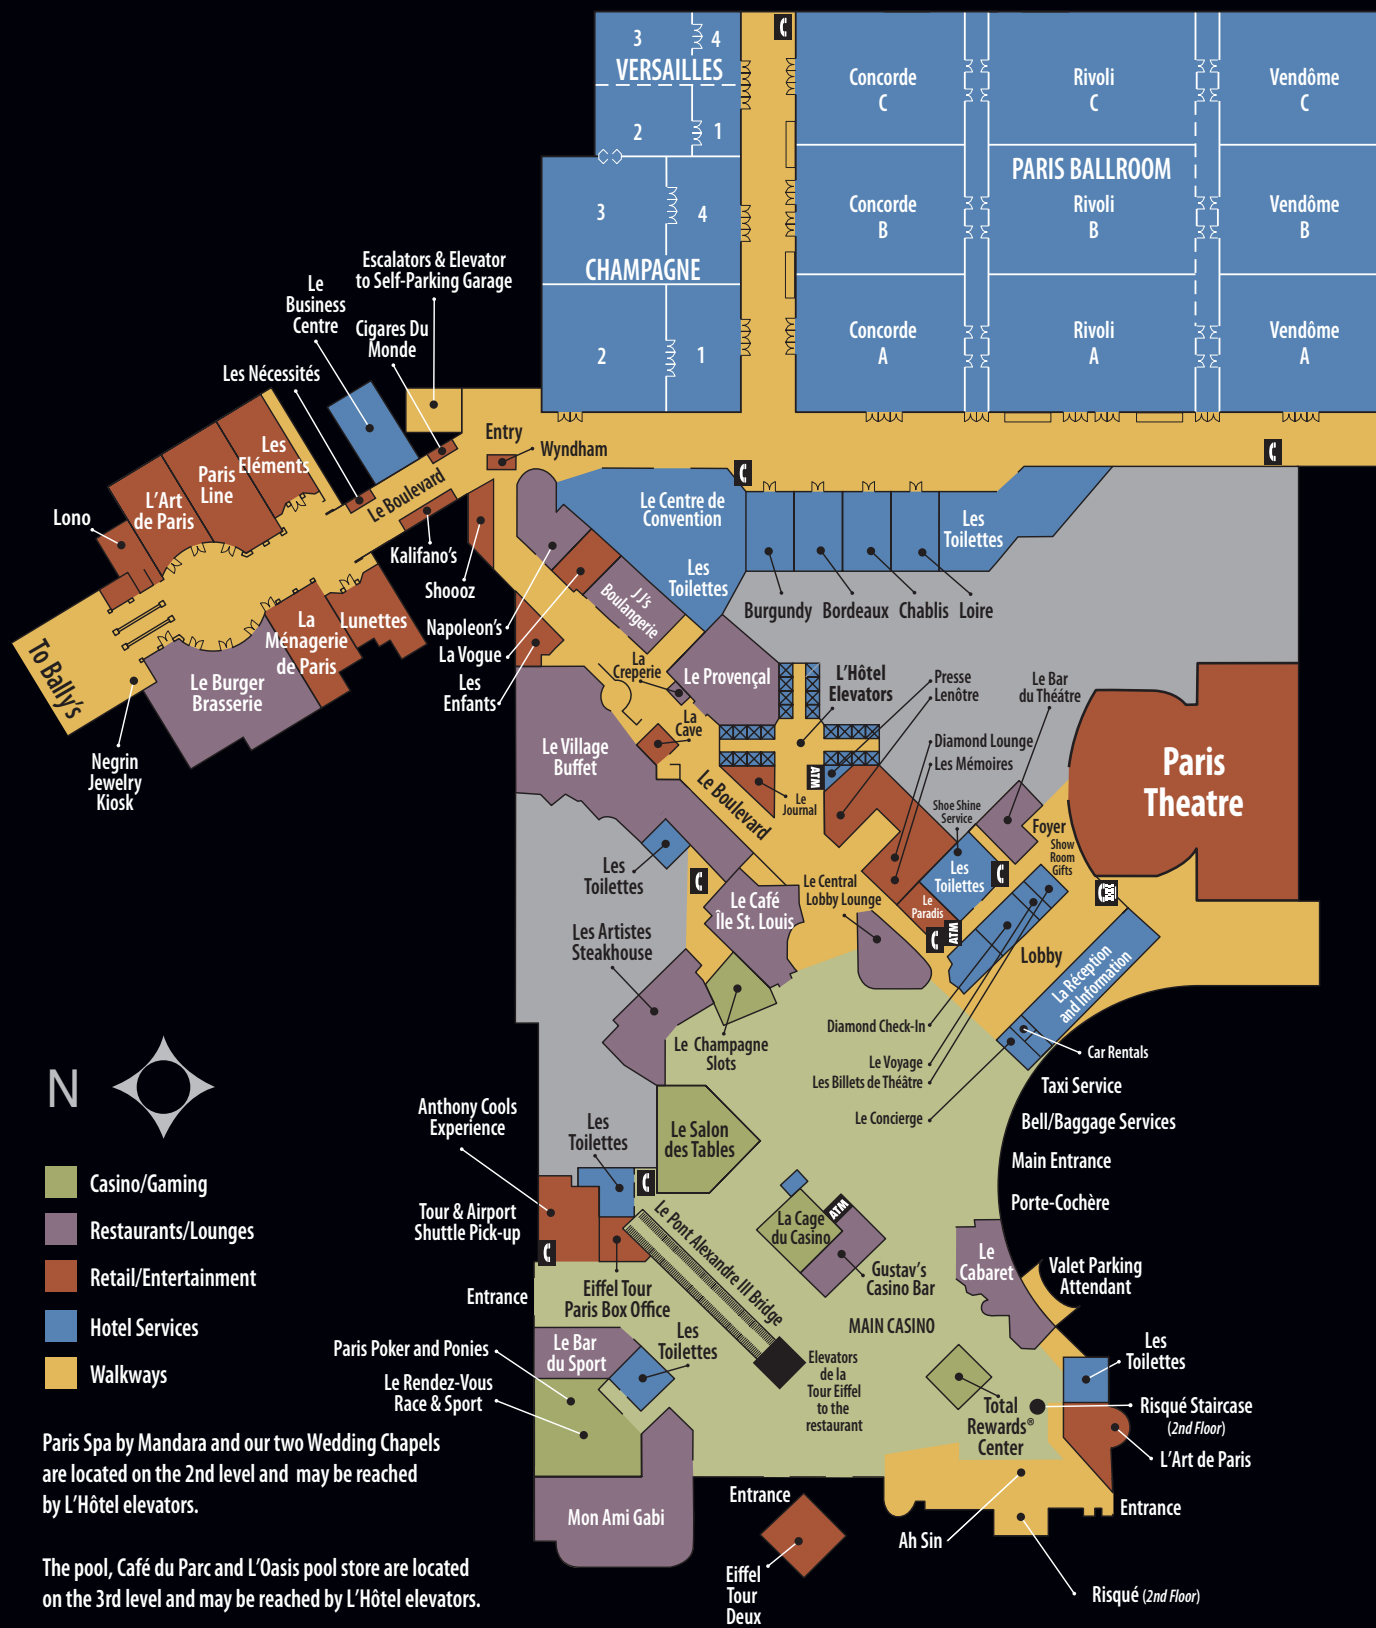 3
4
VERSAILLES
2
1
3
4
CHAMPAGNE
2
1
Concorde
C
Rivoli
C
Vendôme
C
PARIS BALLROOM
Concorde
B
Rivoli
B
Vendôme
B
Concorde
A
Rivoli
A
Vendôme
A
Escalators & Elevator
to Self-Parking Garage
Le
Business
Centre
Cigares Du
Monde
Les Nécessités
Entry
Wyndham
Les
Eléments
Paris
Line
L'Art
de Paris
Lono
Le Boulevard
Kalifano's
Shoooz
Le Centre de
Convention
Les
Toilettes
Les
Toilettes
Burgundy
Bordeaux
Chablis
Loire
JJ's
Boulangerie
Napoleon's
La Vogue
Les
Enfants
La
Ménagerie
de Paris
Lunettes
Le Burger
Brasserie
To Bally's
Negrin
Jewelry
Kiosk
La
Creperie
Le Provençal
L'Hôtel
Elevators
Presse
Lenôtre
Le Bar
du Théâtre
La
Cave
Le Village
Buffet
Diamond Lounge
Les Mémoires
Paris
Theatre
ATM
Le
Journal
Le Boulevard
Shoe Shine
Service
Foyer
Show
Room
Gifts
Les
Toilettes
Les
Toilettes
Le Central
Lobby Lounge
Le
Paradis
ATM
Le Café
Île St. Louis
Les Artistes
Steakhouse
Lobby
La Réception
and Information
Diamond Check-In
Le Champagne
Slots
Le Voyage
Les Billets de Théâtre
Le Concierge
Car Rentals
Taxi Service
Bell/Baggage Services
Main Entrance
Porte-Cochère
N
Anthony Cools
Experience
Les
Toilettes
Le Salon
des Tables
Casino/Gaming
Restaurants/Lounges
Retail/Entertainment
Hotel Services
Walkways
Tour & Airport
Shuttle Pick-up
Le Pont Alexandre III Bridge
La Cage
du Casino
ATM
Gustav's
Casino Bar
Le
Cabaret
Valet Parking
Attendant
Entrance
Eiffel Tour
Paris Box Office
MAIN CASINO
Paris Poker and Ponies
Le Bar
du Sport
Les
Toilettes
Le Rendez-Vous
Race & Sport
Elevators
de la
Tour Eiffel
to the
restaurant
Les
Toilettes
Total
Rewards®
Center
Risqué Staircase
(2nd Floor)
L'Art de Paris
Paris Spa by Mandara and our two Wedding Chapels
are located on the 2nd level and may be reached
by L'Hôtel elevators.
Entrance
Entrance
Mon Ami Gabi
Ah Sin
Eiffel
Tour
Deux
Risqué (2nd Floor)
The pool, Café du Parc and L'Oasis pool store are located
on the 3rd level and may be reached by L'Hôtel elevators.